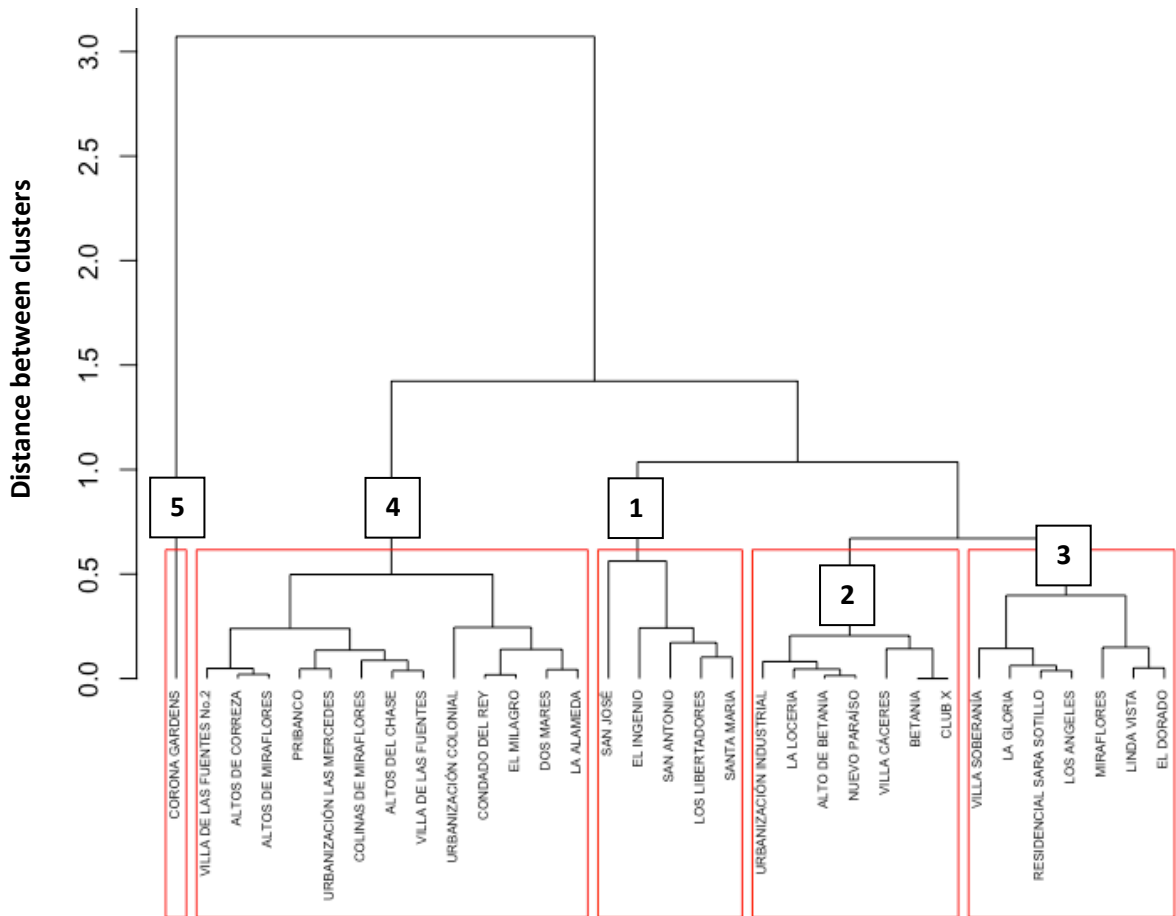 Distance between clusters
3.0
2.5
2.0
1.5
1.0
0.5
0.0
5
4
1
2
3
CORONA GARDENS
VILLA DE LAS FUENTES No.2
ALTOS DE CORREZA
ALTOS DE MIRAFLORES
PRIBANCO
URBANIZACIÓN LAS MERCEDES
COLINAS DE MIRAFLORES
ALTOS DEL CHASE
VILLA DE LAS FUENTES
URBANIZACIÓN COLONIAL
CONDADO DEL REY
EL MILAGRO
DOS MARES
LA ALAMEDA
SAN JOSÉ
EL INGENIO
SAN ANTONIO
LOS LIBERTADORES
SANTA MARIA
URBANIZACIÓN INDUSTRIAL
LA LOCERIA
ALTO DE BETANIA
NUEVO PARAÍSO
VILLA CÁCERES
BETANIA
CLUB X
VILLA SOBERANÍA
LA GLORIA
RESIDENCIAL SARA SOTILLO
LOS ANGELES
MIRAFLORES
LINDA VISTA
EL DORADO